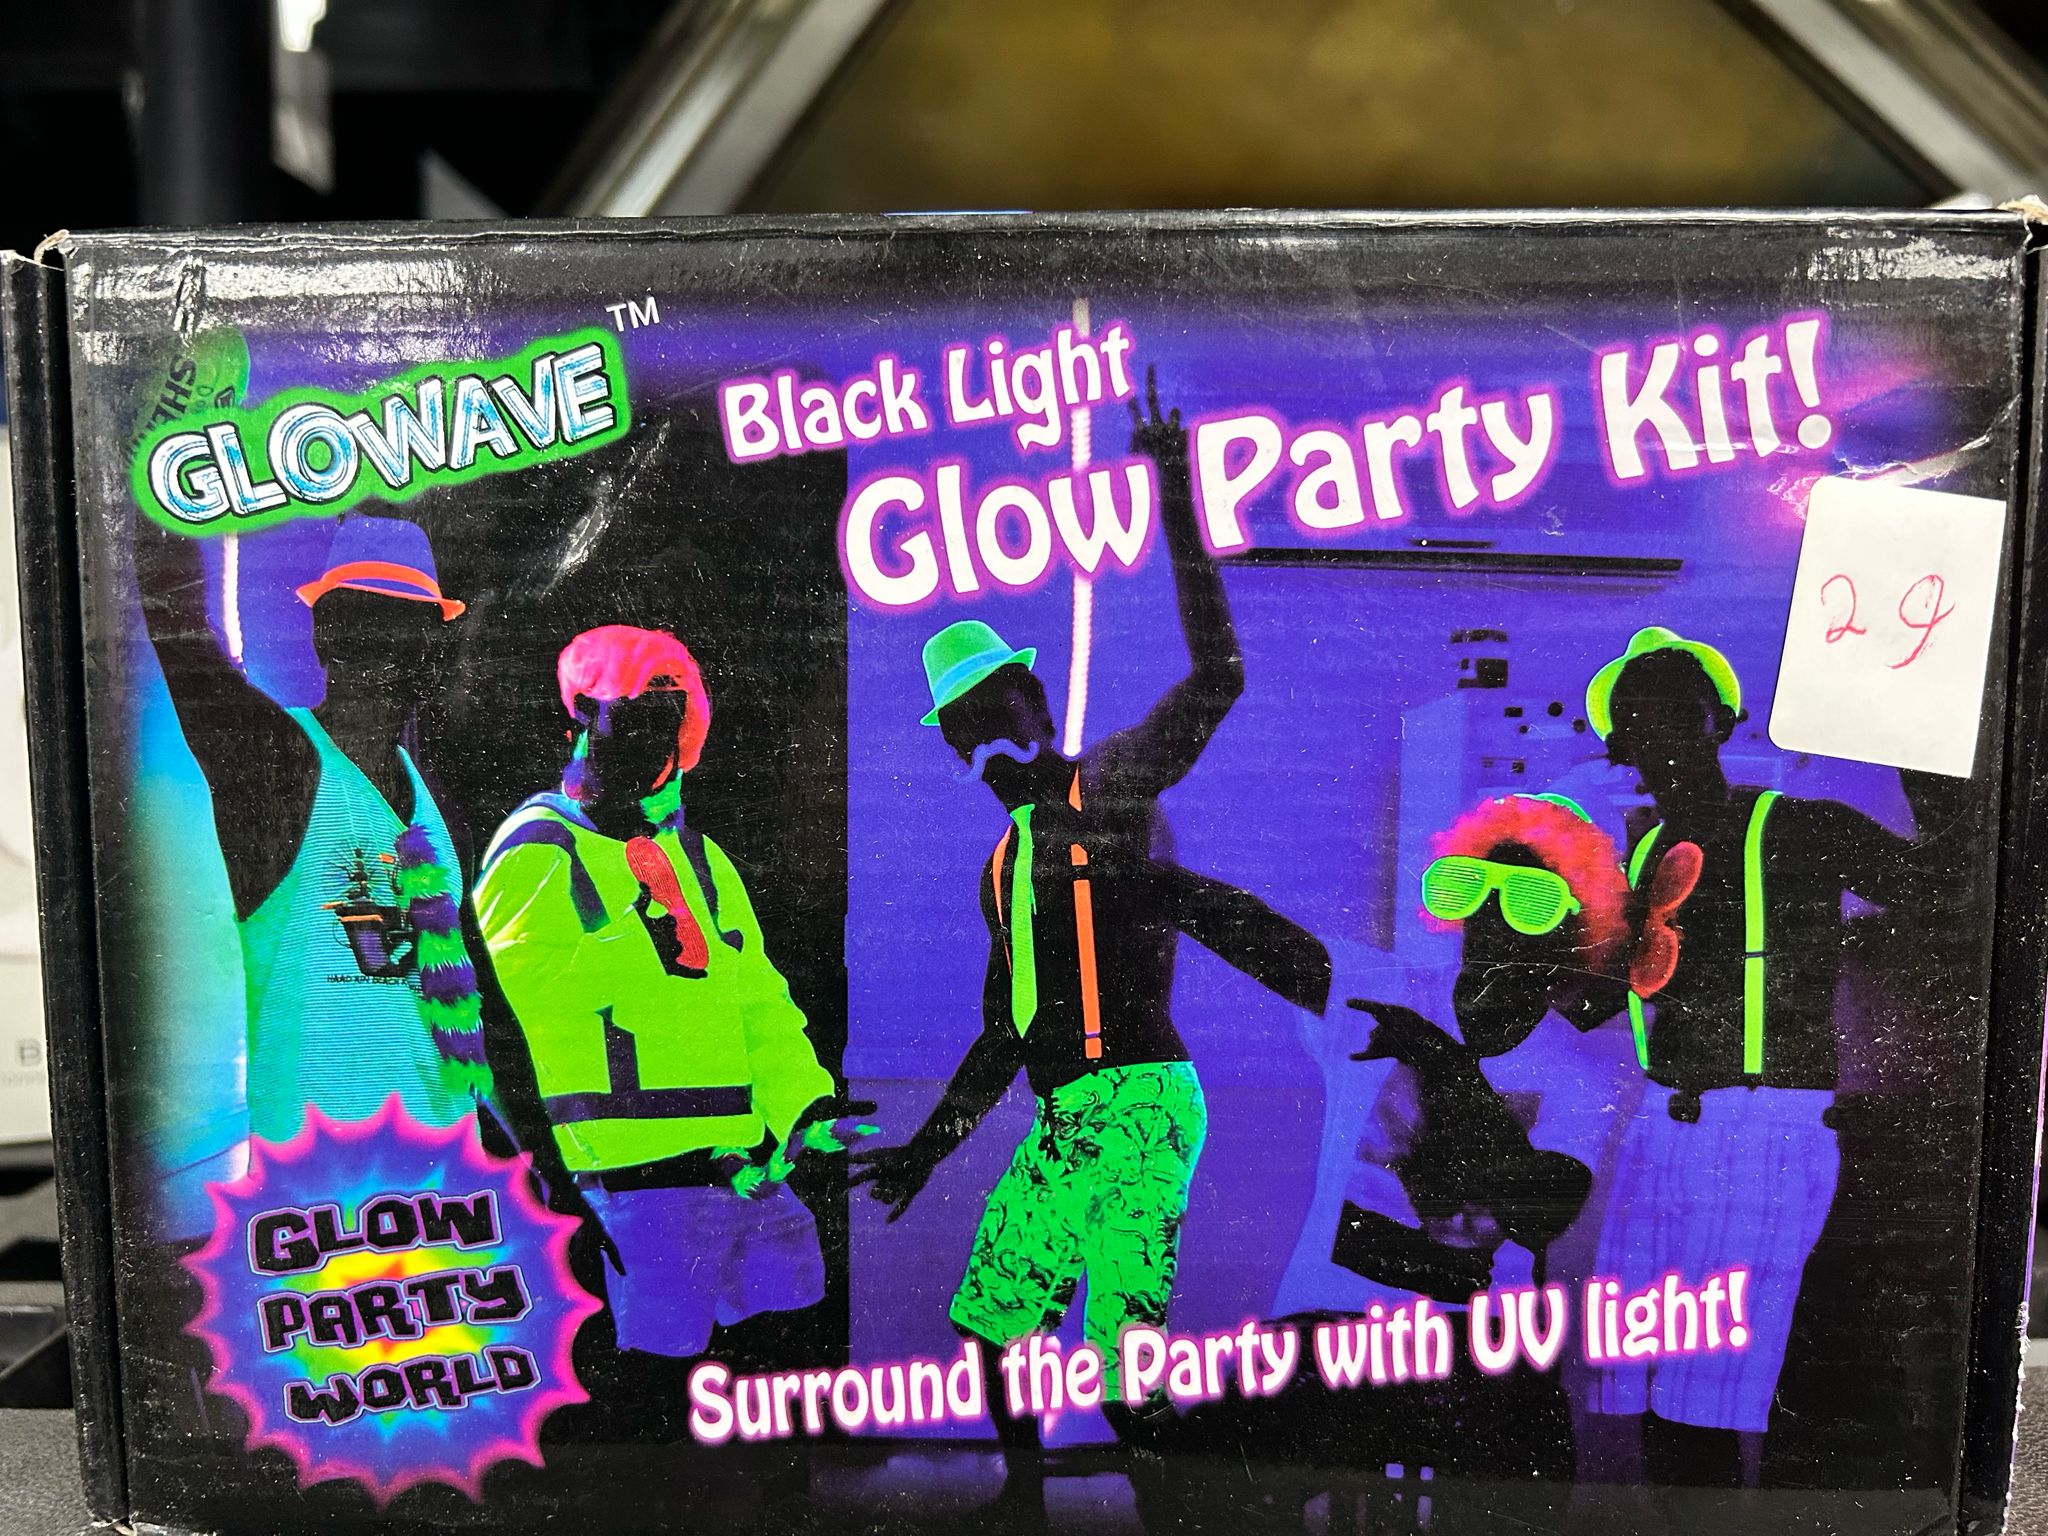 GLOWAVE™
Black Light
Glow Party Kit!
29
GLOW
PARTY
WORLD
Surround the Party with UV light!